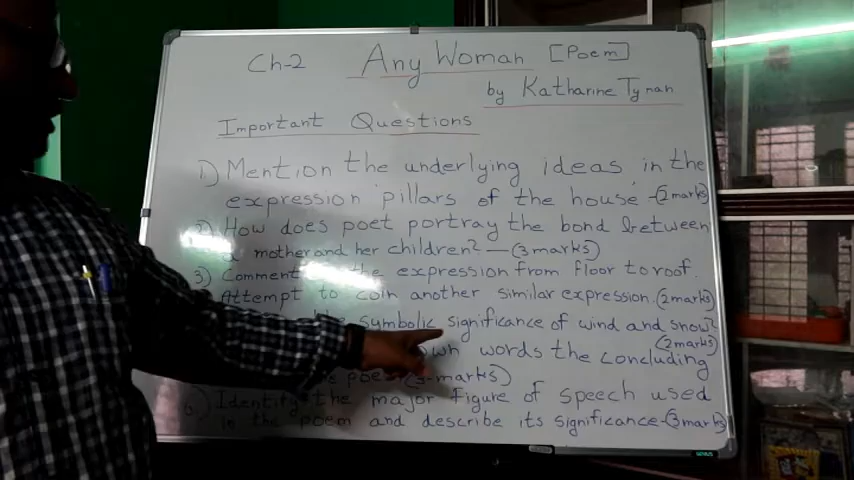 Ch-2 Any Woman [Poem]
by Katharine Tynan
Important Questions
1) Mention the underlying ideas in the
expression 'pillars of the house' -(2marks)
2) How does poet portray the bond between
a mother and her children? — (3 marks)
3) Comment the expression from floor to roof.
Attempt to coin another similar expression. (2 marks)
the symbolic significance of wind and snow?
(2 marks)
own words the concluding
poem (3-marks)
6) Identify the major figure of speech used
in the poem and describe its significance-(3 marks)
GENIUS